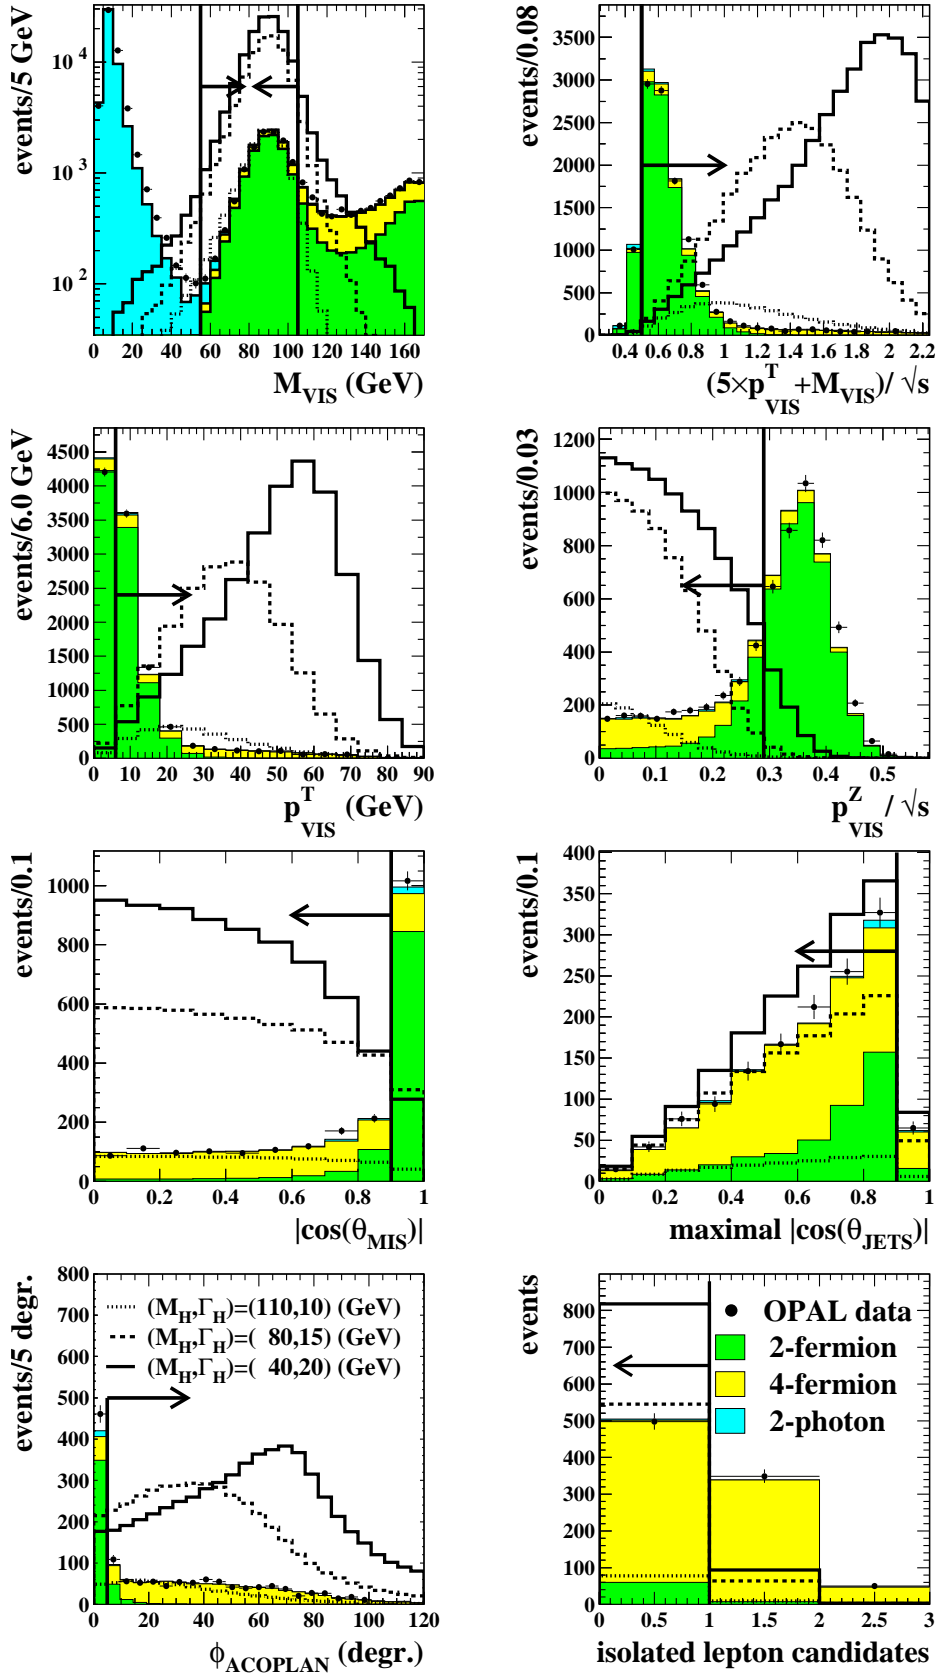 events/5 GeV
10^4
10^3
10^2
0 20 40 60 80 100 120 140 160
M_VIS (GeV)
events/0.08
3500
3000
2500
2000
1500
1000
500
0
0.4 0.6 0.8 1 1.2 1.4 1.6 1.8 2 2.2
(5×p^T_VIS+M_VIS)/ √s
events/6.0 GeV
4500
4000
3500
3000
2500
2000
1500
1000
500
0
0 10 20 30 40 50 60 70 80 90
p^T_VIS (GeV)
events/0.03
1200
1000
800
600
400
200
0
0 0.1 0.2 0.3 0.4 0.5
p^Z_VIS / √s
events/0.1
1000
800
600
400
200
0
0 0.2 0.4 0.6 0.8 1
|cos(θ_MIS)|
events/0.1
400
350
300
250
200
150
100
50
0
0 0.2 0.4 0.6 0.8 1
maximal |cos(θ_JETS)|
events/5 degr.
800
700
600
500
400
300
200
100
0
(M_H,Γ_H)=(110,10) (GeV)
(M_H,Γ_H)=( 80,15) (GeV)
(M_H,Γ_H)=( 40,20) (GeV)
0 20 40 60 80 100 120
ϕ_ACOPLAN (degr.)
events
800
700
600
500
400
300
200
100
0
OPAL data
2-fermion
4-fermion
2-photon
0 0.5 1 1.5 2 2.5 3
isolated lepton candidates